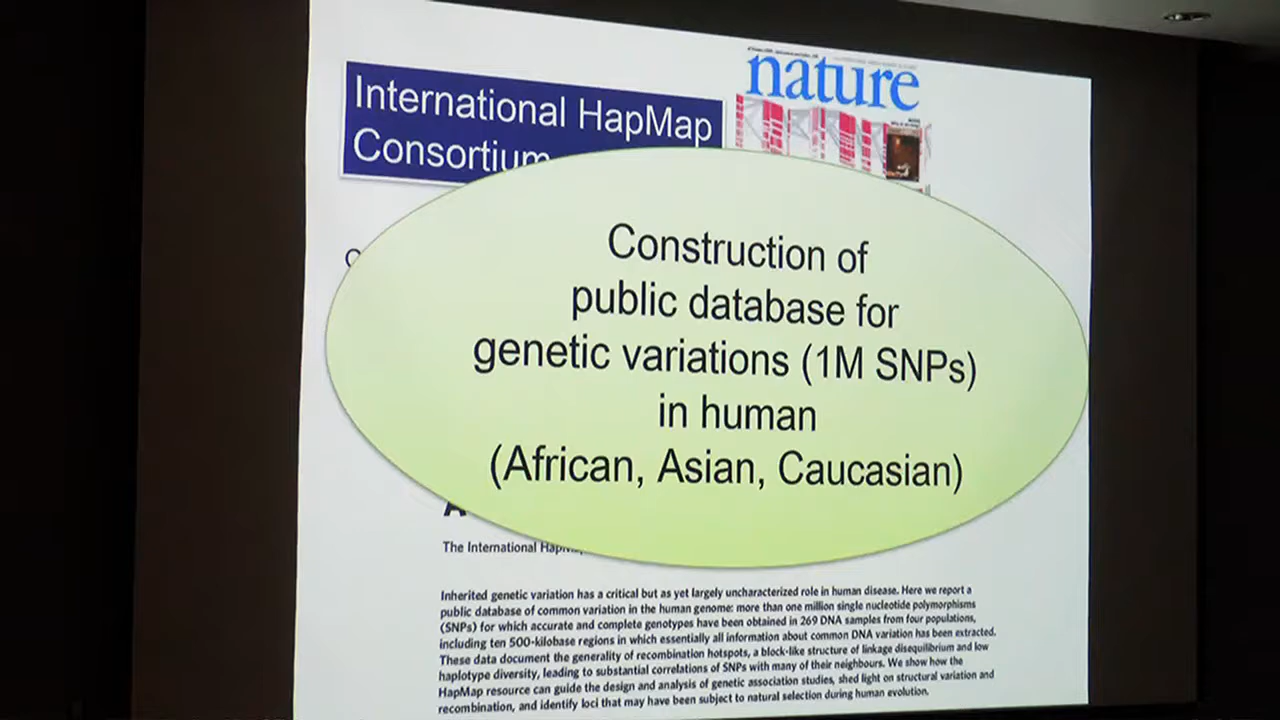 nature
International HapMap
Consortium
Construction of
public database for
genetic variations (1M SNPs)
in human
(African, Asian, Caucasian)
A
The International
Inherited genetic variation has a critical but as yet largely uncharacterized role in human disease. Here we report a
public database of common variation in the human genome: more than one million single nucleotide polymorphisms
(SNPs) for which accurate and complete genotypes have been obtained in 269 DNA samples from four populations,
including ten 500-kilobase regions in which essentially all information about common DNA variation has been extracted.
These data document the generality of recombination hotspots, a block-like structure of linkage disequilibrium and low
haplotype diversity, leading to substantial correlations of SNPs with many of their neighbours. We show how the
HapMap resource can guide the design and analysis of genetic association studies, shed light on structural variation and
recombination, and identify loci that may have been subject to natural selection during human evolution.